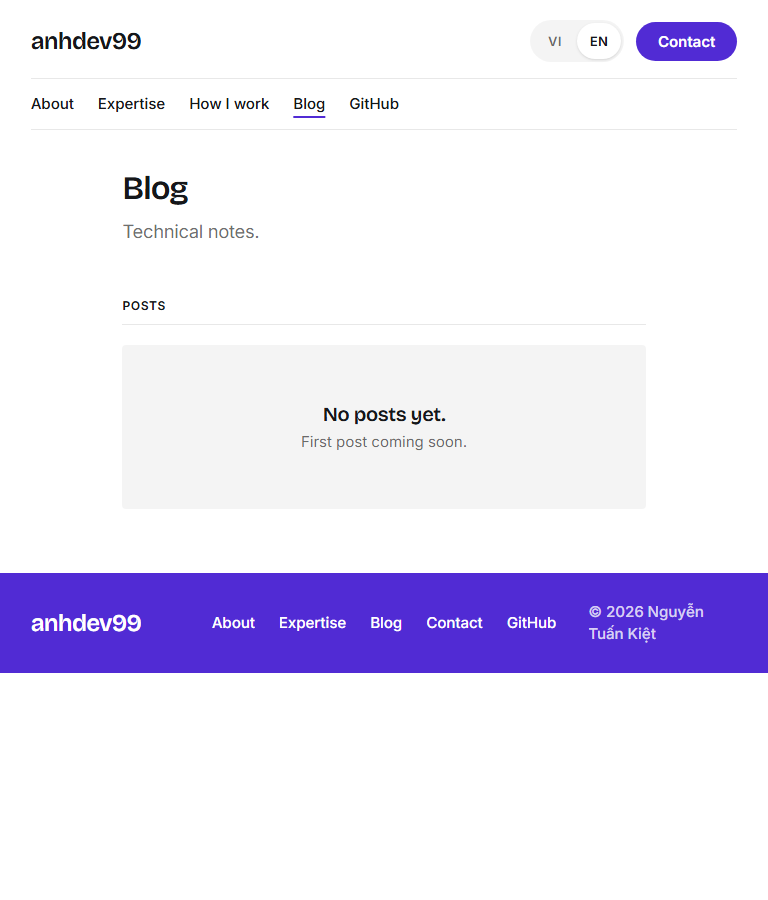 anhdev99
VI EN Contact
About Expertise How I work Blog GitHub
Blog
Technical notes.
POSTS
No posts yet.
First post coming soon.
anhdev99 About Expertise Blog Contact GitHub
© 2026 Nguyễn
Tuấn Kiệt